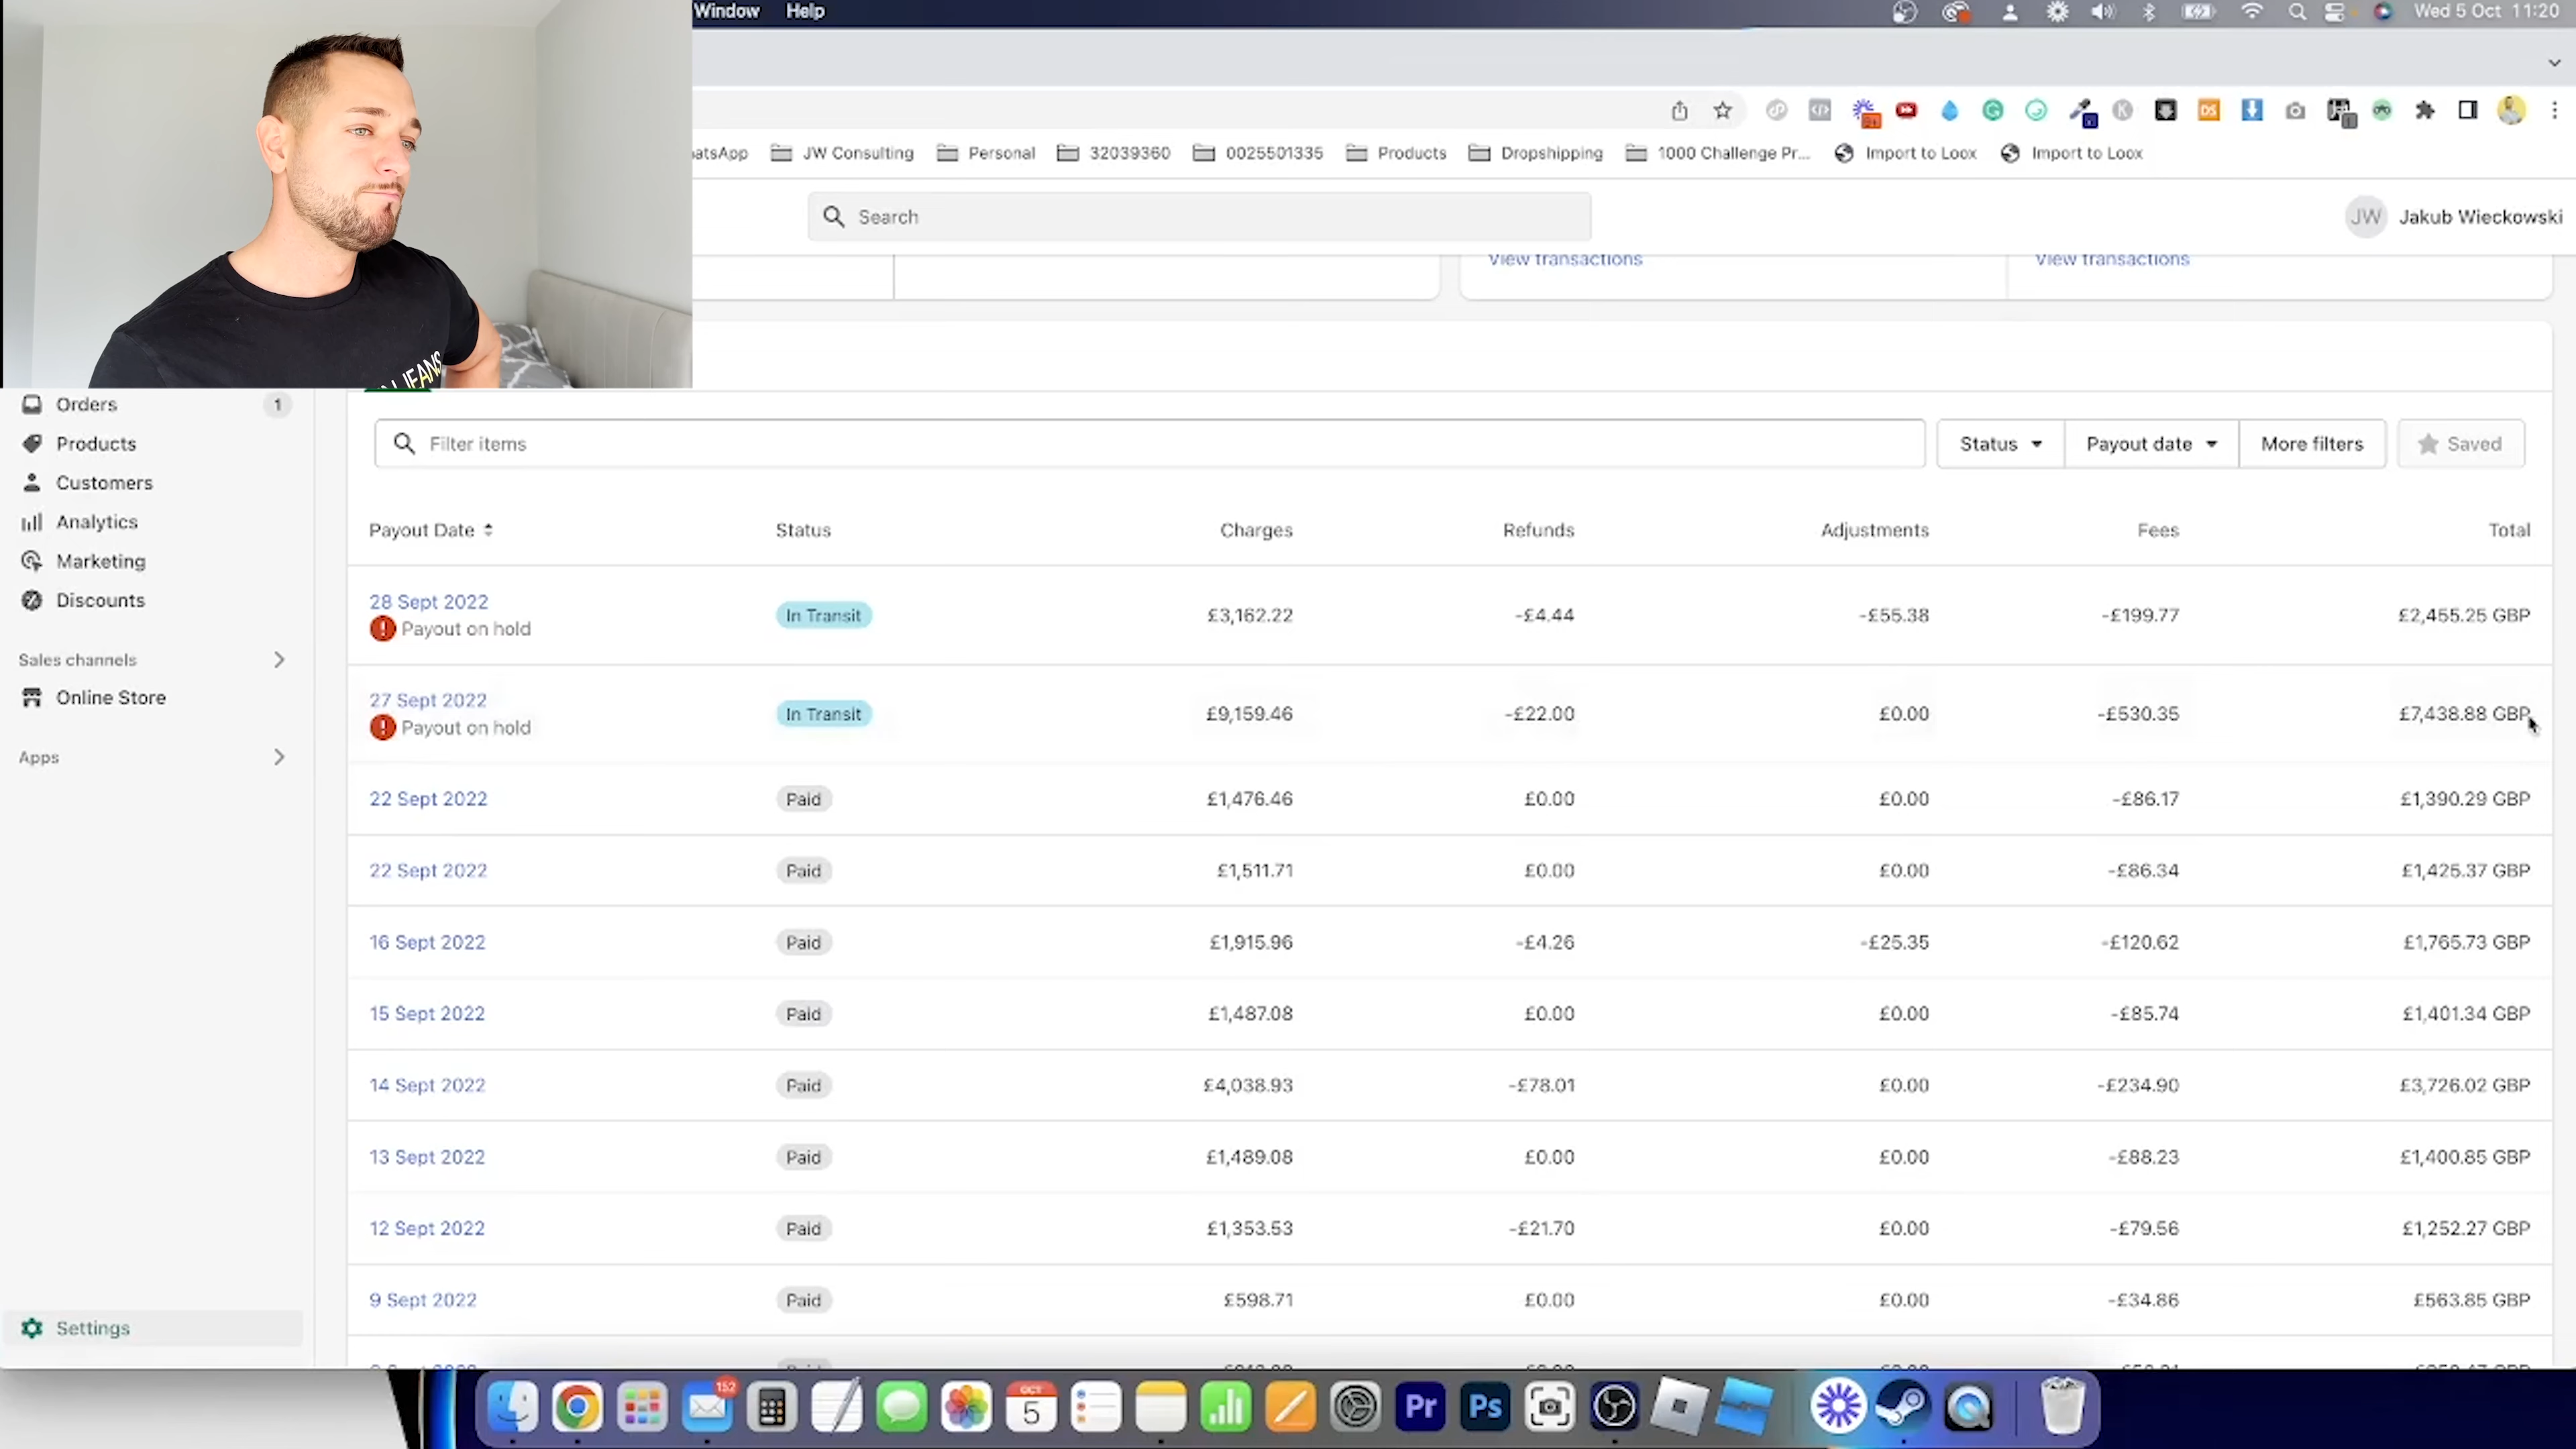 Window Help Wed 5 Oct 11:20
atsApp JW Consulting Personal 32039360 0025501335 Products Dropshipping 1000 Challenge Pr... Import to Loox Import to Loox
Search JW Jakub Wieckowski
View transactions View transactions
JEANS
Orders 1
Products
Customers
Analytics
Marketing
Discounts
Sales channels
Online Store
Apps
Settings
Filter items Status Payout date More filters Saved
Payout Date Status Charges Refunds Adjustments Fees Total
28 Sept 2022 In Transit £3,162.22 -£4.44 -£55.38 -£199.77 £2,455.25 GBP
Payout on hold
27 Sept 2022 In Transit £9,159.46 -£22.00 £0.00 -£530.35 £7,438.88 GBP
Payout on hold
22 Sept 2022 Paid £1,476.46 £0.00 £0.00 -£86.17 £1,390.29 GBP
22 Sept 2022 Paid £1,511.71 £0.00 £0.00 -£86.34 £1,425.37 GBP
16 Sept 2022 Paid £1,915.96 -£4.26 -£25.35 -£120.62 £1,765.73 GBP
15 Sept 2022 Paid £1,487.08 £0.00 £0.00 -£85.74 £1,401.34 GBP
14 Sept 2022 Paid £4,038.93 -£78.01 £0.00 -£234.90 £3,726.02 GBP
13 Sept 2022 Paid £1,489.08 £0.00 £0.00 -£88.23 £1,400.85 GBP
12 Sept 2022 Paid £1,353.53 -£21.70 £0.00 -£79.56 £1,252.27 GBP
9 Sept 2022 Paid £598.71 £0.00 £0.00 -£34.86 £563.85 GBP
152 OCT 5 Pr Ps